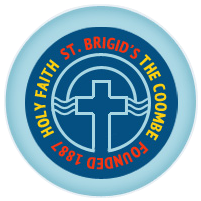 HOLY FAITH ST. BRIGID'S THE COOMBE
FOUNDED 1887